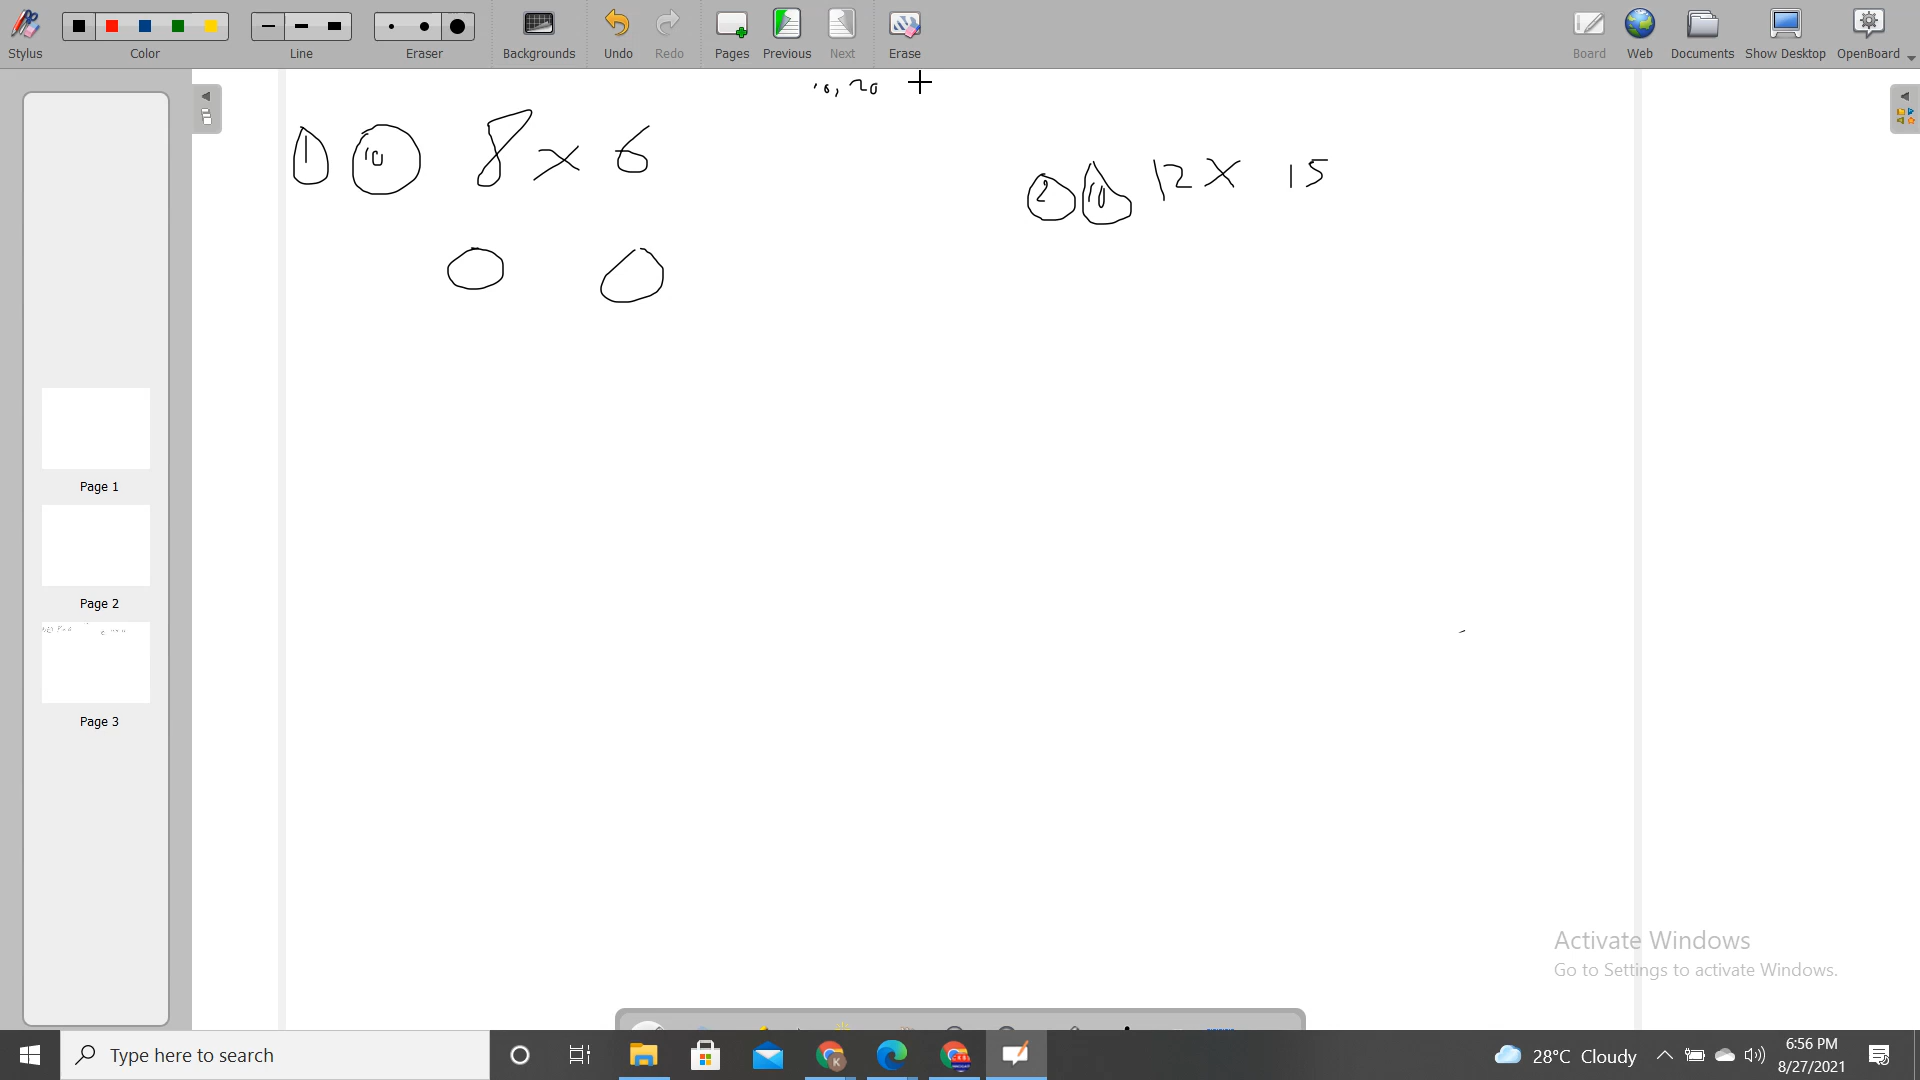 Stylus Color Line Eraser Backgrounds Undo Redo Pages Previous Next Erase Board Web Documents Show Desktop OpenBoard
10, 20
1 10 8 x 6
2 10 12 X 15
Page 1
Page 2
Page 3
Activate Windows
Go to Settings to activate Windows.
Type here to search
28°C Cloudy
6:56 PM
8/27/2021